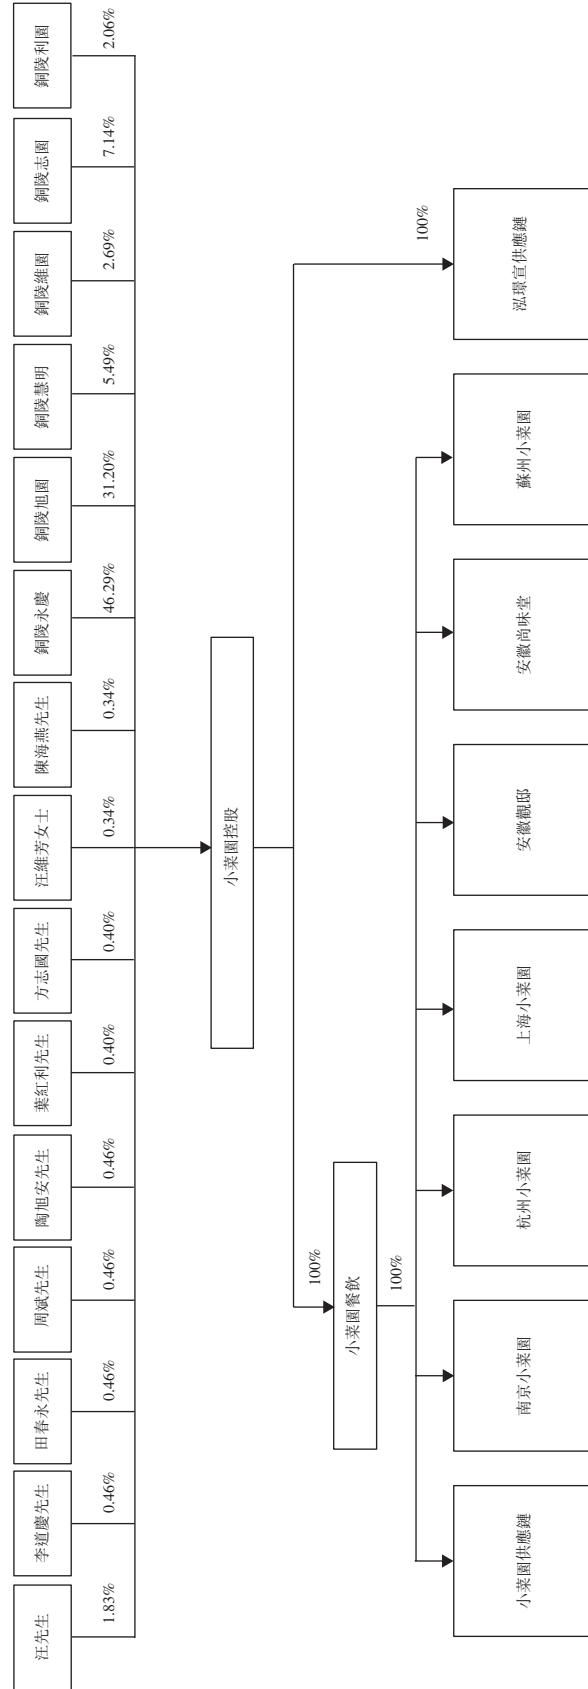 汪先生
李道慶先生
田春永先生
周斌先生
陶旭安先生
葉紅利先生
方志國先生
汪維芳女士
陳海燕先生
銅陵永慶
銅陵旭園
銅陵慧明
銅陵維園
銅陵志園
銅陵利園
1.83%
0.46%
0.46%
0.46%
0.46%
0.40%
0.40%
0.34%
0.34%
46.29%
31.20%
5.49%
2.69%
7.14%
2.06%
小菜園控股
100%
小菜園餐飲
100%
100%
小菜園供應鏈
南京小菜園
杭州小菜園
上海小菜園
安徽觀邸
安徽尚味堂
蘇州小菜園
泓璟宣供應鏈